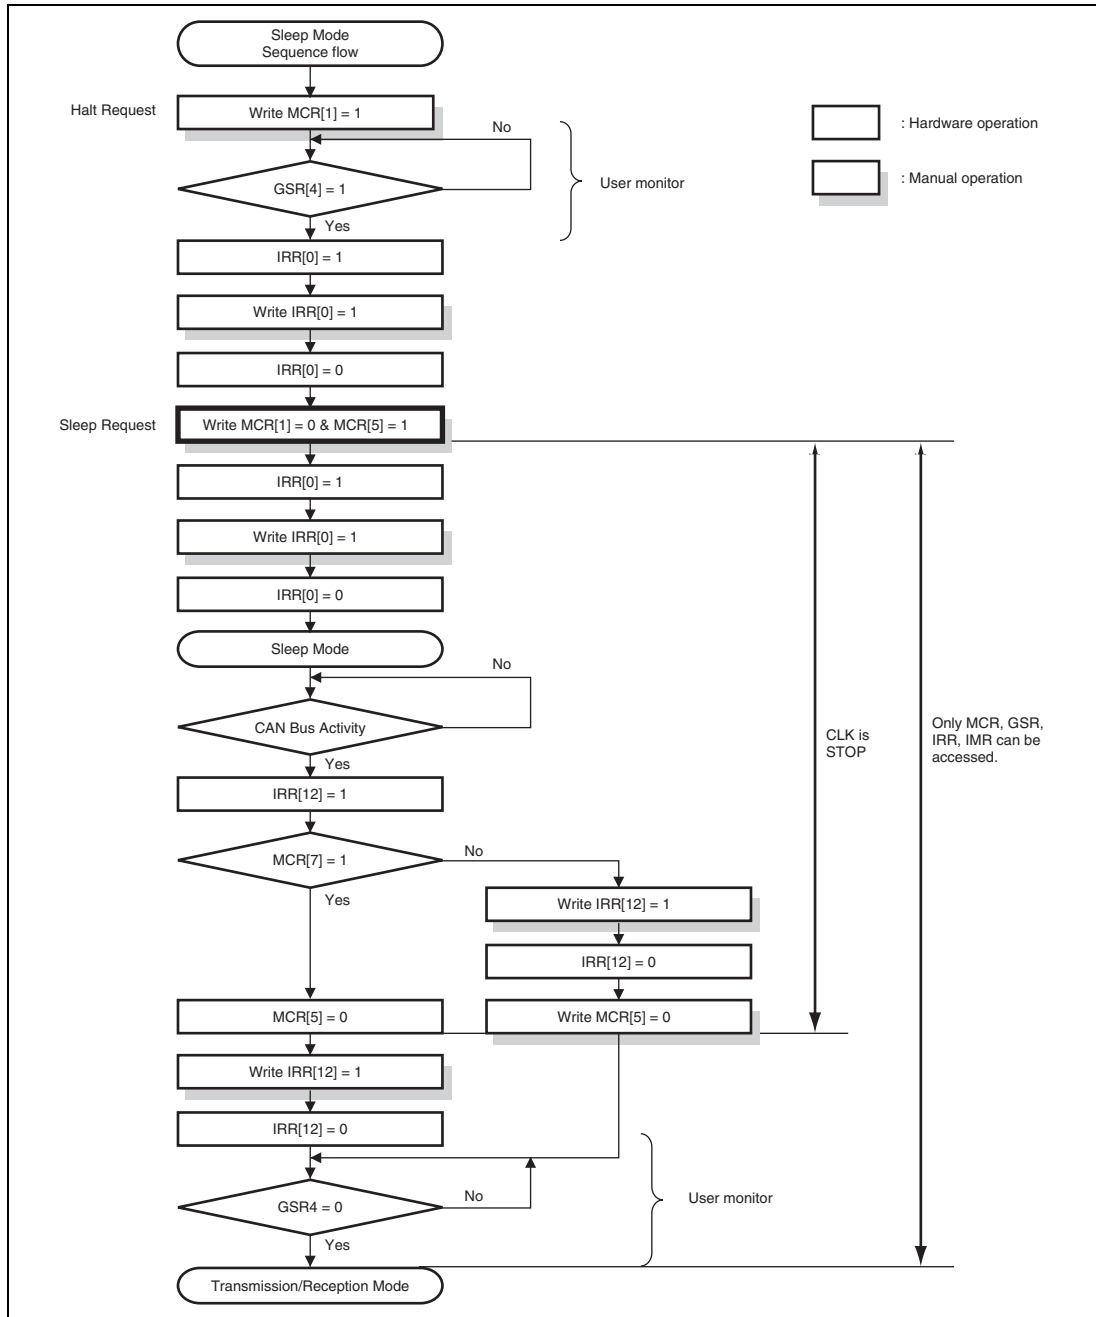 Sleep Mode
Sequence flow
Halt Request
Write MCR[1] = 1
No
: Hardware operation
GSR[4] = 1
User monitor
: Manual operation
Yes
IRR[0] = 1
Write IRR[0] = 1
IRR[0] = 0
Sleep Request
Write MCR[1] = 0 & MCR[5] = 1
IRR[0] = 1
Write IRR[0] = 1
IRR[0] = 0
Sleep Mode
No
CAN Bus Activity
CLK is
STOP
Only MCR, GSR,
IRR, IMR can be
accessed.
Yes
IRR[12] = 1
MCR[7] = 1
No
Yes
Write IRR[12] = 1
IRR[12] = 0
MCR[5] = 0
Write MCR[5] = 0
Write IRR[12] = 1
IRR[12] = 0
GSR4 = 0
No
User monitor
Yes
Transmission/Reception Mode